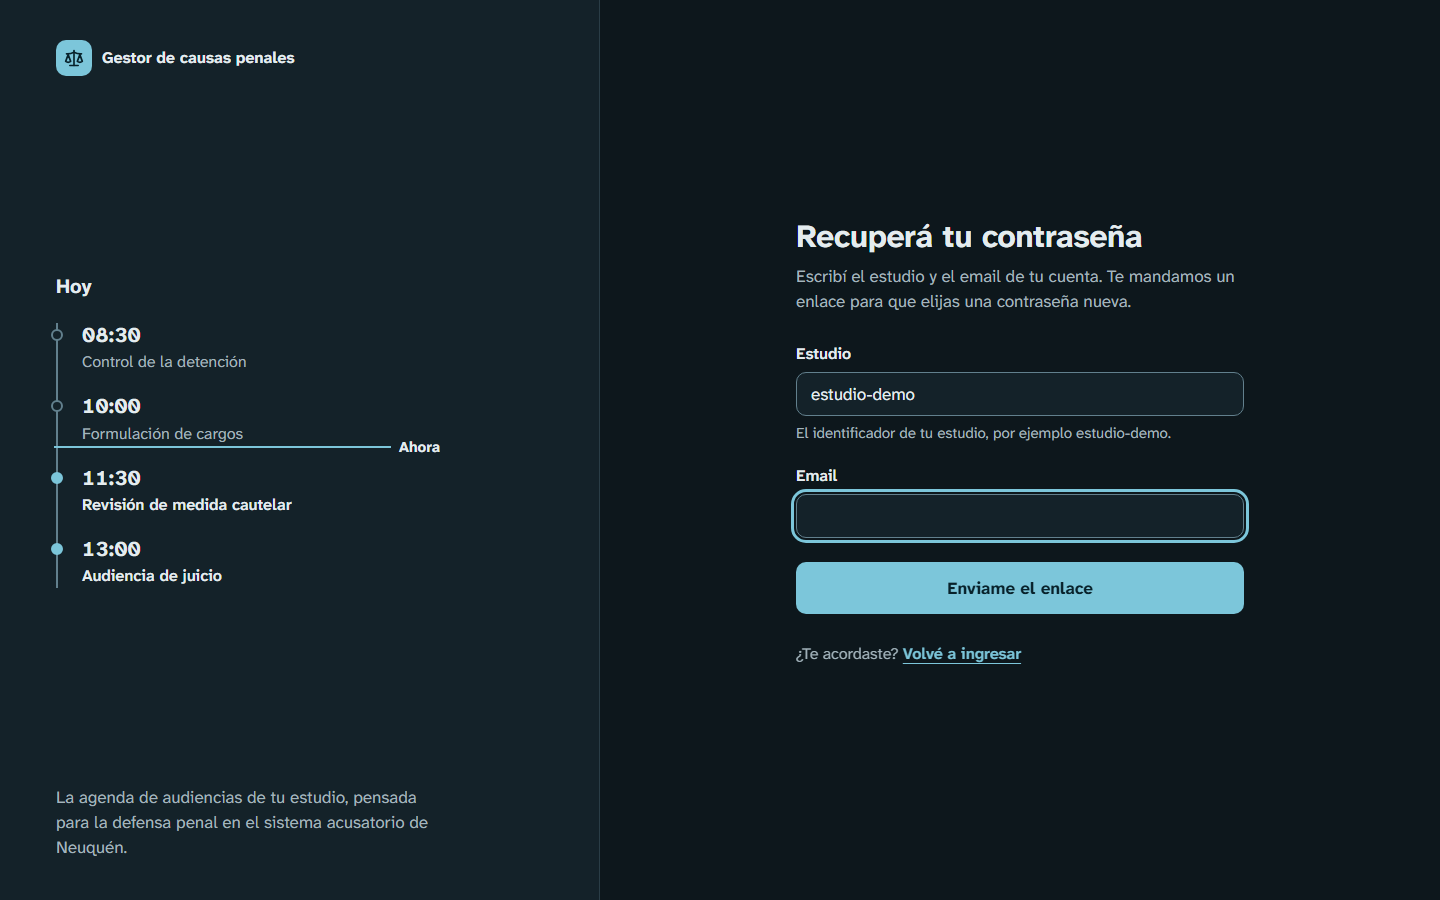 Gestor de causas penales
Hoy
08:30
Control de la detención
10:00
Formulación de cargos
Ahora
11:30
Revisión de medida cautelar
13:00
Audiencia de juicio
La agenda de audiencias de tu estudio, pensada
para la defensa penal en el sistema acusatorio de
Neuquén.
Recuperá tu contraseña
Escribí el estudio y el email de tu cuenta. Te mandamos un
enlace para que elijas una contraseña nueva.
Estudio
estudio-demo
El identificador de tu estudio, por ejemplo estudio-demo.
Email
Enviame el enlace
¿Te acordaste? Volvé a ingresar